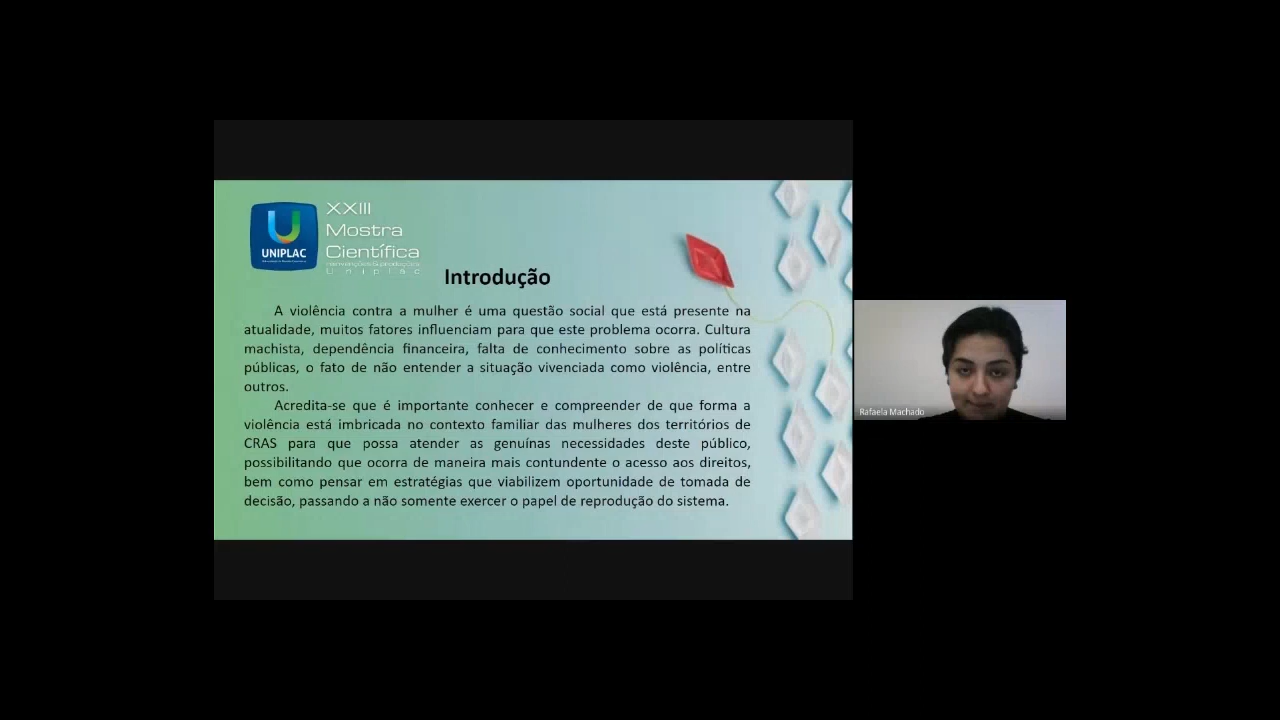 XXIII
Mostra
Científica
Uniplac
UNIPLAC
Introdução
A violência contra a mulher é uma questão social que está presente na
atualidade, muitos fatores influenciam para que este problema ocorra. Cultura
machista, dependência financeira, falta de conhecimento sobre as políticas
públicas, o fato de não entender a situação vivenciada como violência, entre
outros.
Acredita-se que é importante conhecer e compreender de que forma a
violência está imbricada no contexto familiar das mulheres dos territórios de
CRAS para que possa atender as genuínas necessidades deste público,
possibilitando que ocorra de maneira mais contundente o acesso aos direitos,
bem como pensar em estratégias que viabilizem oportunidade de tomada de
decisão, passando a não somente exercer o papel de reprodução do sistema.
Rafaela Machado